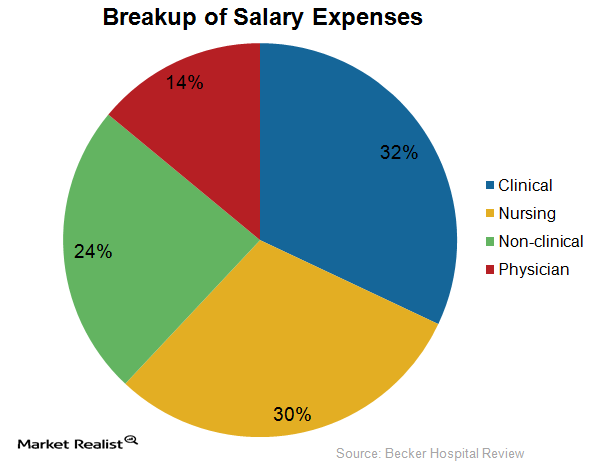 Breakup of Salary Expenses
14%
32%
24%
30%
Clinical
Nursing
Non-clinical
Physician
Market Realist
Source: Becker Hospital Review